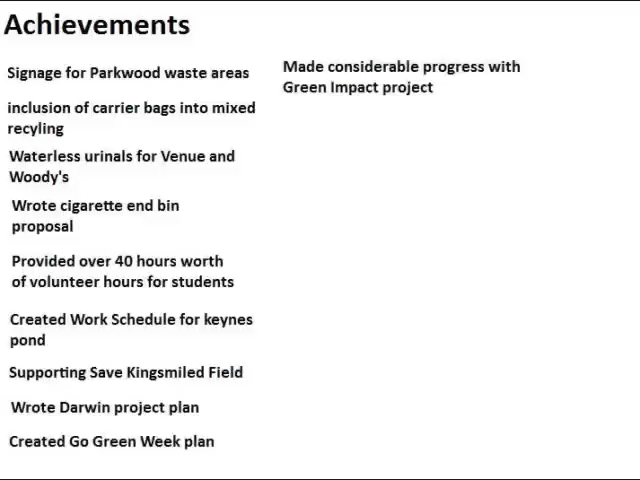 Achievements
Signage for Parkwood waste areas
inclusion of carrier bags into mixed
recyling
Waterless urinals for Venue and
Woody's
Wrote cigarette end bin
proposal
Provided over 40 hours worth
of volunteer hours for students
Created Work Schedule for keynes
pond
Supporting Save Kingsmiled Field
Wrote Darwin project plan
Created Go Green Week plan
Made considerable progress with
Green Impact project